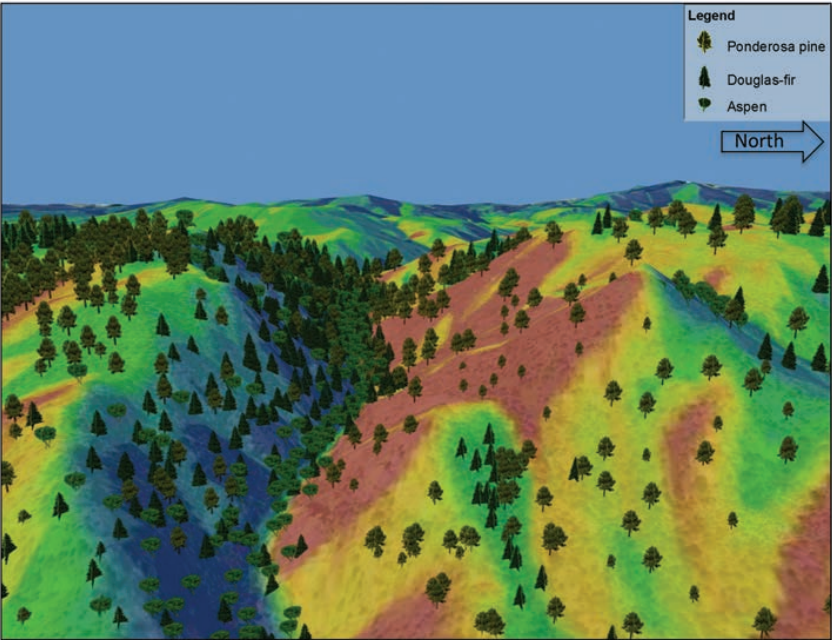 Legend
Ponderosa pine
Douglas-fir
Aspen
North